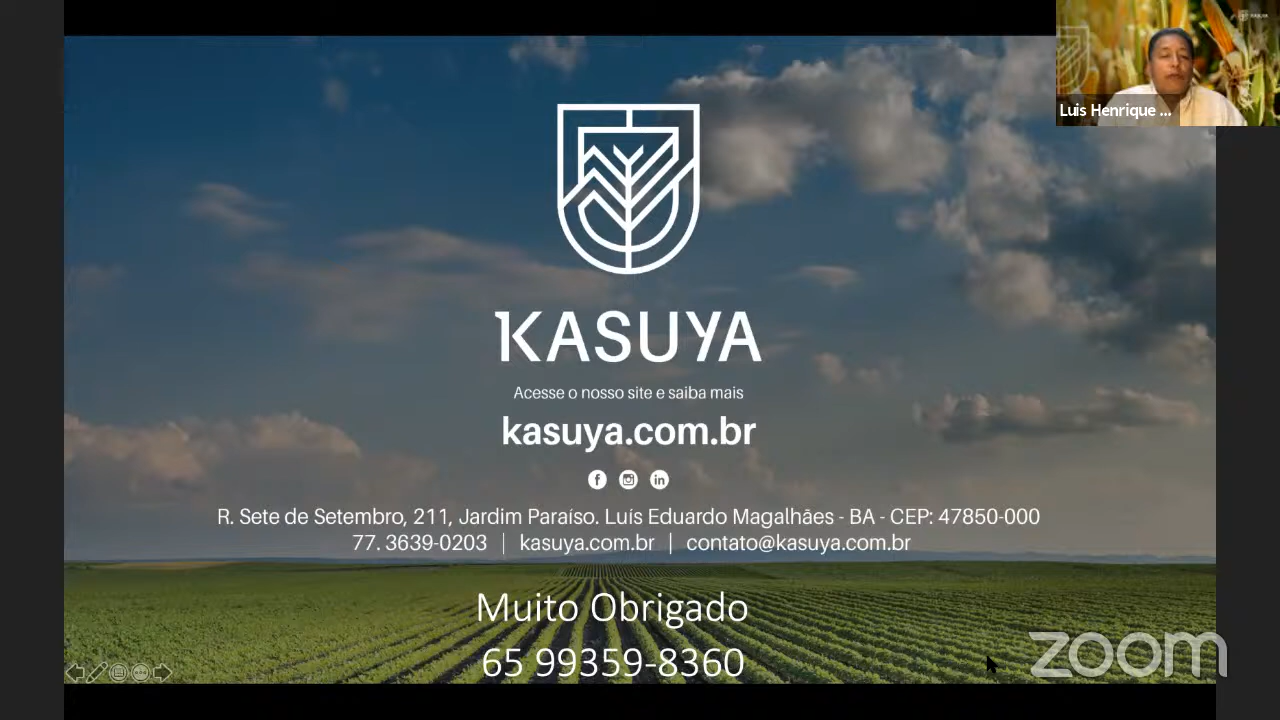 Luis Henrique ...
KASUYA
Acesse o nosso site e saiba mais
kasuya.com.br
R. Sete de Setembro, 211, Jardim Paraíso. Luís Eduardo Magalhães - BA - CEP: 47850-000
77. 3639-0203 | kasuya.com.br | contato@kasuya.com.br
Muito Obrigado
65 99359-8360
zoom